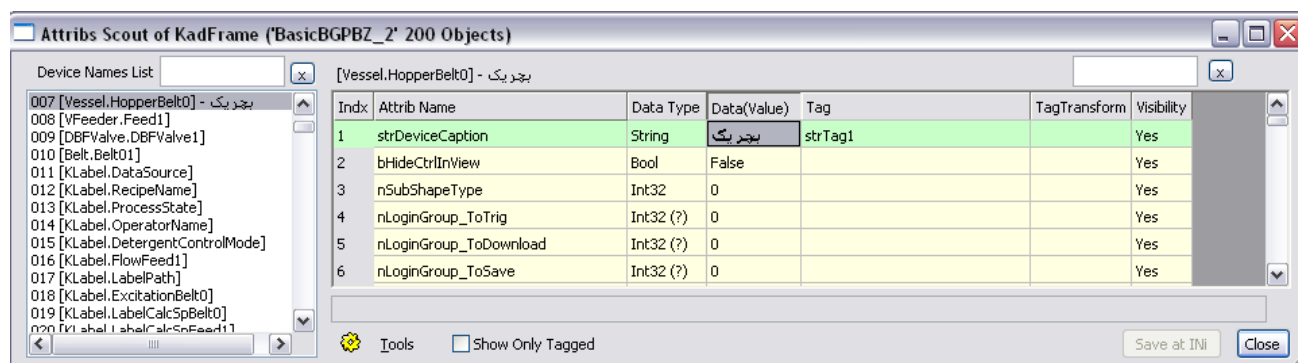 Attribs Scout of KadFrame ('BasicBGPBZ_2' 200 Objects)
Device Names List
x
[Vessel.HopperBelt0] - بچر یک
x
007 [Vessel.HopperBelt0] - بچر یک
008 [VFeeder.Feed1]
009 [DBFValve.DBFValve1]
010 [Belt.Belt01]
011 [KLabel.DataSource]
012 [KLabel.RecipeName]
013 [KLabel.ProcessState]
014 [KLabel.OperatorName]
015 [KLabel.DetergentControlMode]
016 [KLabel.FlowFeed1]
017 [KLabel.LabelPath]
018 [KLabel.ExcitationBelt0]
019 [KLabel.LabelCalcSpBelt0]
020 [KLabel.LabelCalcSpFeed1]
Indx Attrib Name Data Type Data(Value) Tag TagTransform Visibility
1 strDeviceCaption String بچر یک strTag1 Yes
2 bHideCtrlInView Bool False Yes
3 nSubShapeType Int32 0 Yes
4 nLoginGroup_ToTrig Int32 (?) 0 Yes
5 nLoginGroup_ToDownload Int32 (?) 0 Yes
6 nLoginGroup_ToSave Int32 (?) 0 Yes
Tools Show Only Tagged Save at INi Close